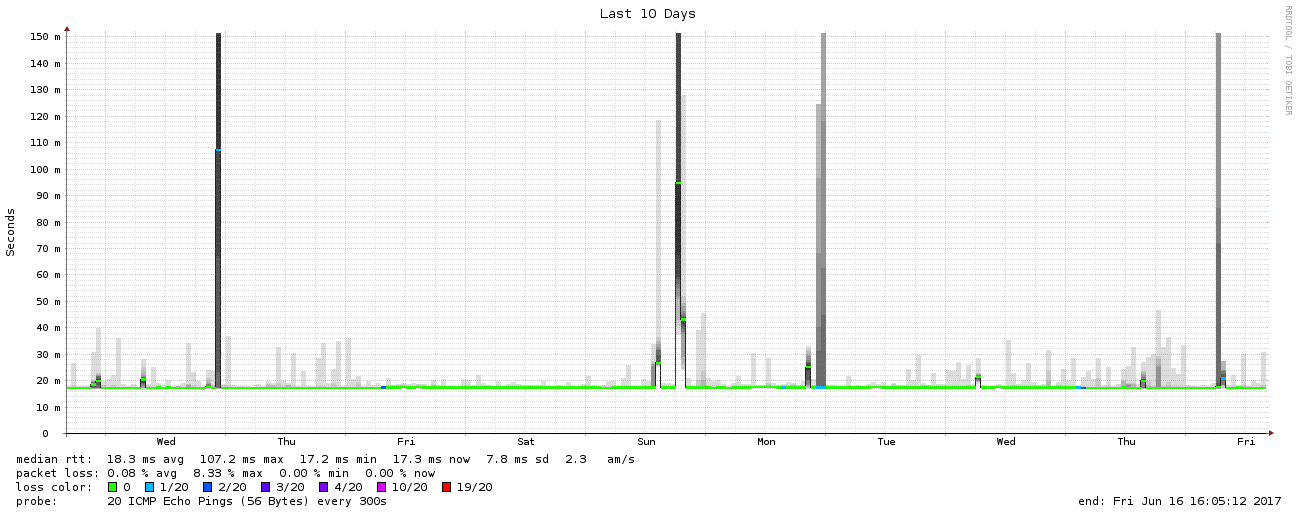 Last 10 Days
RRDTOOL / TOBI OETIKER
Seconds
150 m
140 m
130 m
120 m
110 m
100 m
90 m
80 m
70 m
60 m
50 m
40 m
30 m
20 m
10 m
0
Wed Thu Fri Sat Sun Mon Tue Wed Thu Fri
median rtt: 18.3 ms avg 107.2 ms max 17.2 ms min 17.3 ms now 7.8 ms sd 2.3 am/s
packet loss: 0.08 % avg 8.33 % max 0.00 % min 0.00 % now
loss color: 0 1/20 2/20 3/20 4/20 10/20 19/20
probe: 20 ICMP Echo Pings (56 Bytes) every 300s end: Fri Jun 16 16:05:12 2017